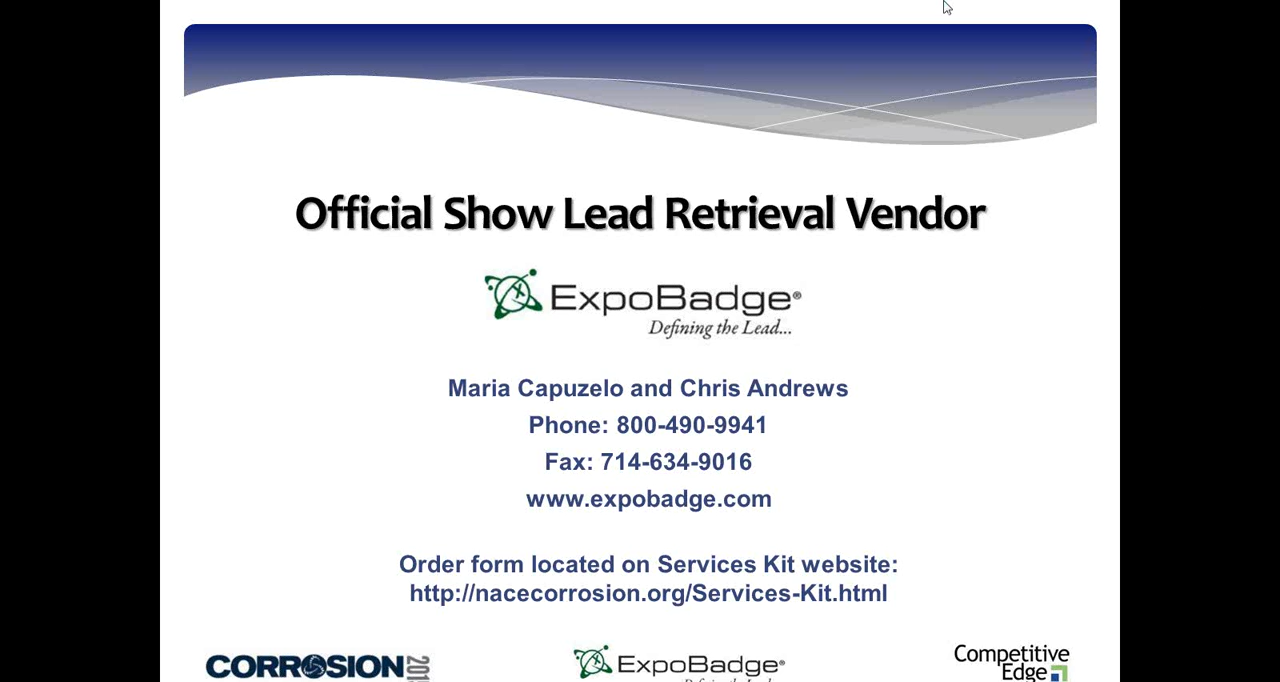 Official Show Lead Retrieval Vendor
ExpoBadge®
Defining the Lead...
Maria Capuzelo and Chris Andrews
Phone: 800-490-9941
Fax: 714-634-9016
www.expobadge.com
Order form located on Services Kit website:
http://nacecorrosion.org/Services-Kit.html
CORROSION
ExpoBadge®
Competitive
Edge